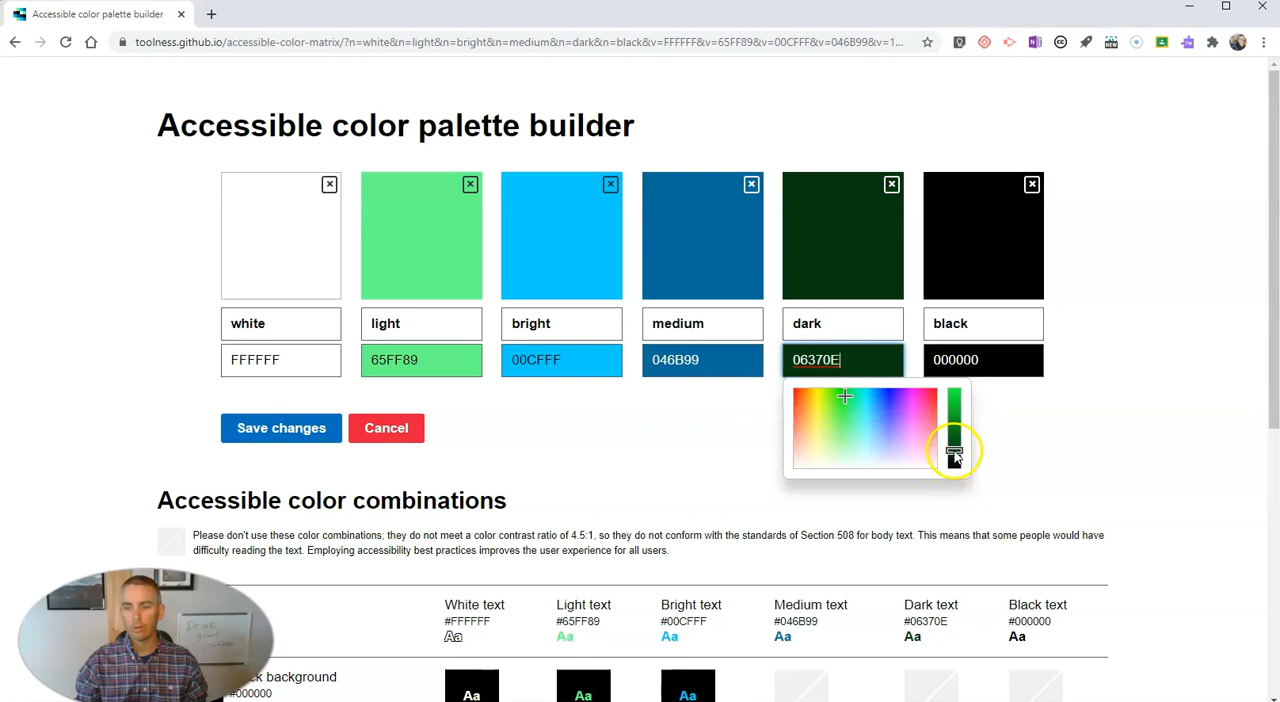 Accessible color palette builder
toolness.github.io/accessible-color-matrix/?n=white&n=light&n=bright&n=medium&n=dark&n=black&v=FFFFFF&v=65FF89&v=00CFFF&v=046B99&v=1...
Accessible color palette builder
white light bright medium dark black
FFFFFF 65FF89 00CFFF 046B99 06370E 000000
Save changes Cancel
Accessible color combinations
Please don't use these color combinations; they do not meet a color contrast ratio of 4.5:1, so they do not conform with the standards of Section 508 for body text. This means that some people would have
difficulty reading the text. Employing accessibility best practices improves the user experience for all users.
White text Light text Bright text Medium text Dark text Black text
#FFFFFF #65FF89 #00CFFF #046B99 #06370E #000000
Aa Aa Aa Aa Aa Aa
Drink
good
background
#000000
Aa Aa Aa